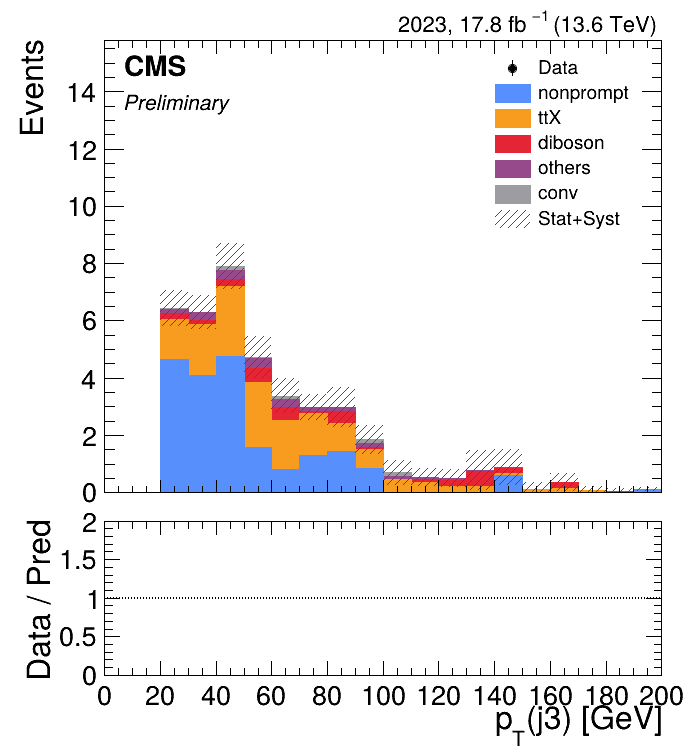 2023, 17.8 fb⁻¹ (13.6 TeV)
CMS
Preliminary
Data
nonprompt
ttX
diboson
others
conv
Stat+Syst
Events
14
12
10
8
6
4
2
0
Data / Pred
2
1.5
1
0.5
0
0 20 40 60 80 100 120 140 160 180 200
p_T(j3) [GeV]